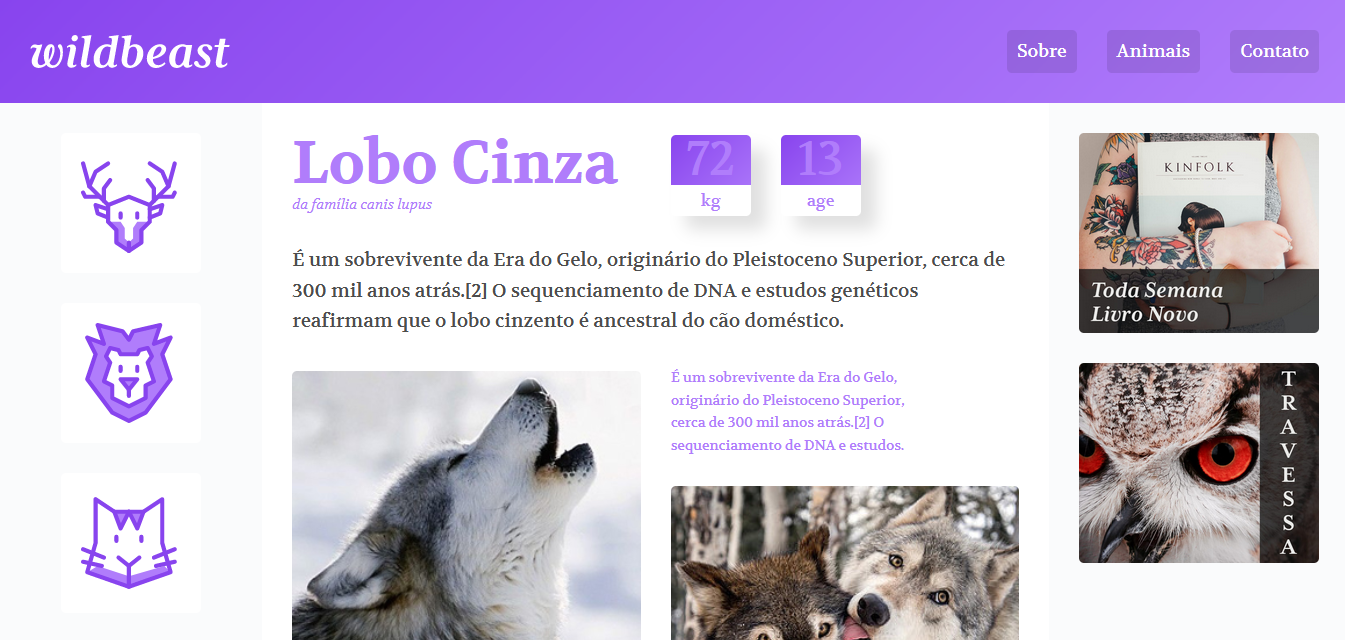 wildbeast
Sobre
Animais
Contato
Lobo Cinza
da família canis lupus
72
kg
13
age
É um sobrevivente da Era do Gelo, originário do Pleistoceno Superior, cerca de
300 mil anos atrás.[2] O sequenciamento de DNA e estudos genéticos
reafirmam que o lobo cinzento é ancestral do cão doméstico.
É um sobrevivente da Era do Gelo,
originário do Pleistoceno Superior,
cerca de 300 mil anos atrás.[2] O
sequenciamento de DNA e estudos.
KINFOLK
Toda Semana
Livro Novo
TRAVESSA